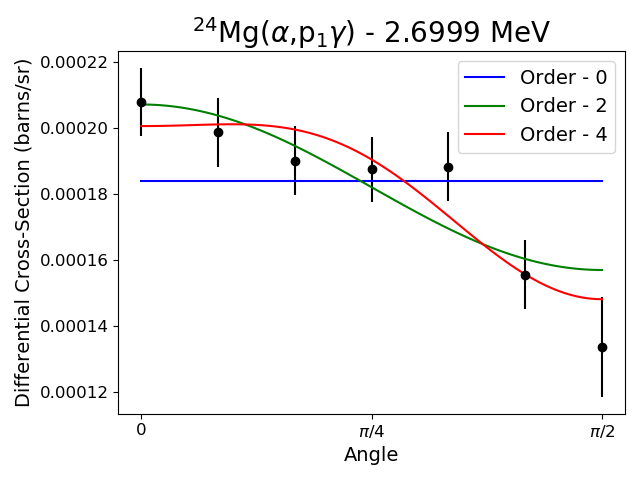 ²⁴Mg(α,p₁γ) - 2.6999 MeV
Differential Cross-Section (barns/sr)
0.00022
0.00020
0.00018
0.00016
0.00014
0.00012
Order - 0
Order - 2
Order - 4
0
π/4
π/2
Angle